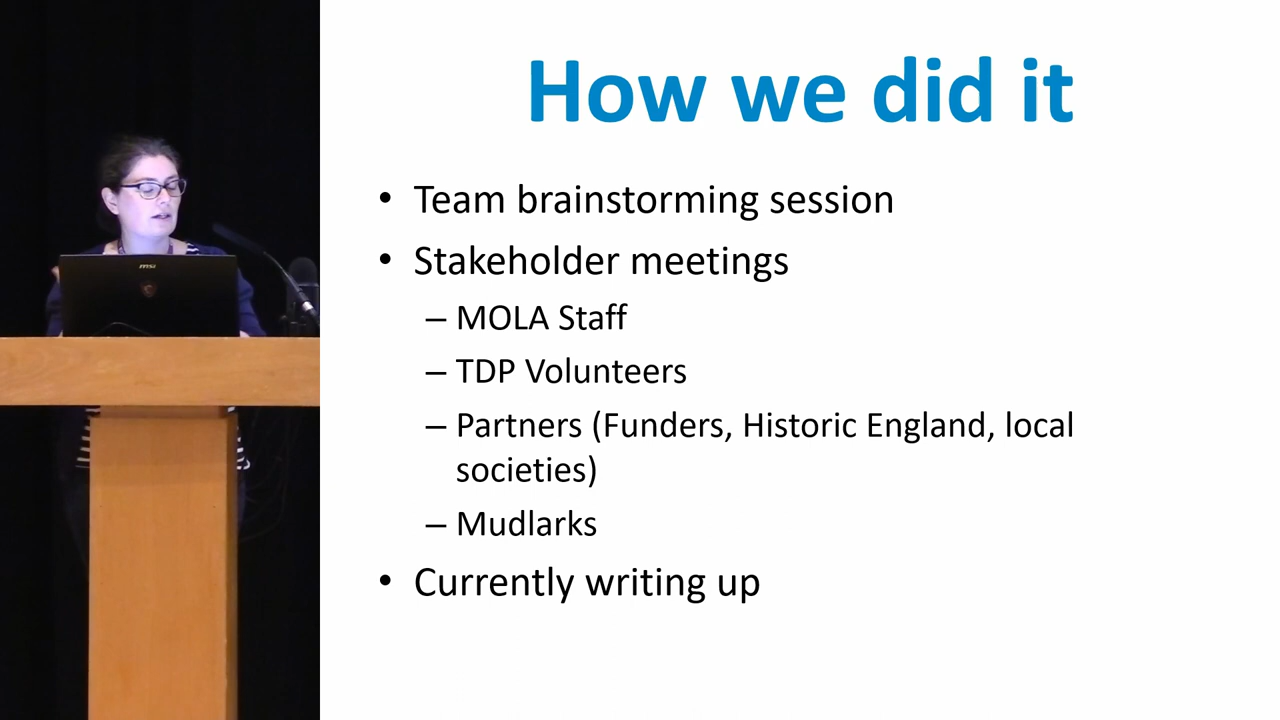 How we did it
• Team brainstorming session
• Stakeholder meetings
– MOLA Staff
– TDP Volunteers
– Partners (Funders, Historic England, local
societies)
– Mudlarks
• Currently writing up
msi